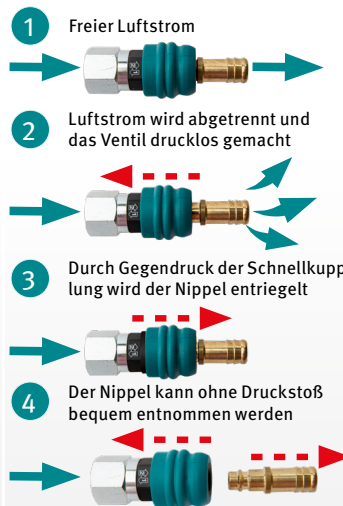 1
Freier Luftstrom
2
Luftstrom wird abgetrennt und
das Ventil drucklos gemacht
3
Durch Gegendruck der Schnellkupp
lung wird der Nippel entriegelt
4
Der Nippel kann ohne Druckstoß
bequem entnommen werden